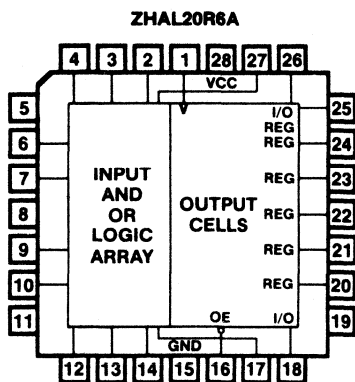 ZHAL20R6A
4 3 2 1 28 27 26
VCC
5 I/O 25
REG
6 REG 24
7 INPUT REG 23
AND
8 OR OUTPUT REG 22
LOGIC CELLS
9 ARRAY REG 21
10 REG 20
11 OE I/O 19
GND
12 13 14 15 16 17 18